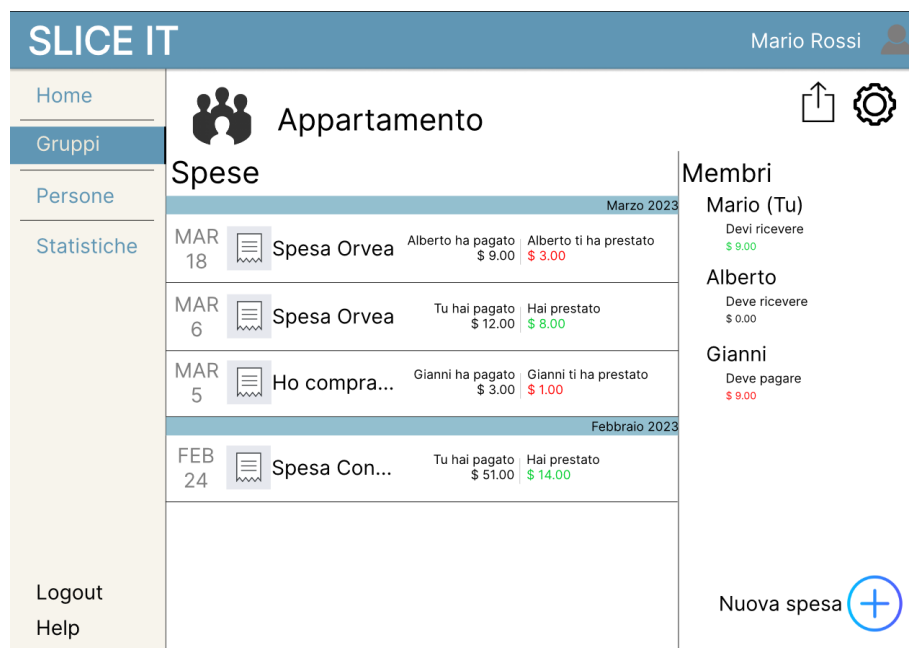 SLICE IT
Mario Rossi
Home
Gruppi
Persone
Statistiche
Logout
Help
Appartamento
Spese
Marzo 2023
MAR
18
Spesa Orvea
Alberto ha pagato
$ 9.00
Alberto ti ha prestato
$ 3.00
MAR
6
Spesa Orvea
Tu hai pagato
$ 12.00
Hai prestato
$ 8.00
MAR
5
Ho compra...
Gianni ha pagato
$ 3.00
Gianni ti ha prestato
$ 1.00
Febbraio 2023
FEB
24
Spesa Con...
Tu hai pagato
$ 51.00
Hai prestato
$ 14.00
Membri
Mario (Tu)
Devi ricevere
$ 9.00
Alberto
Deve ricevere
$ 0.00
Gianni
Deve pagare
$ 9.00
Nuova spesa